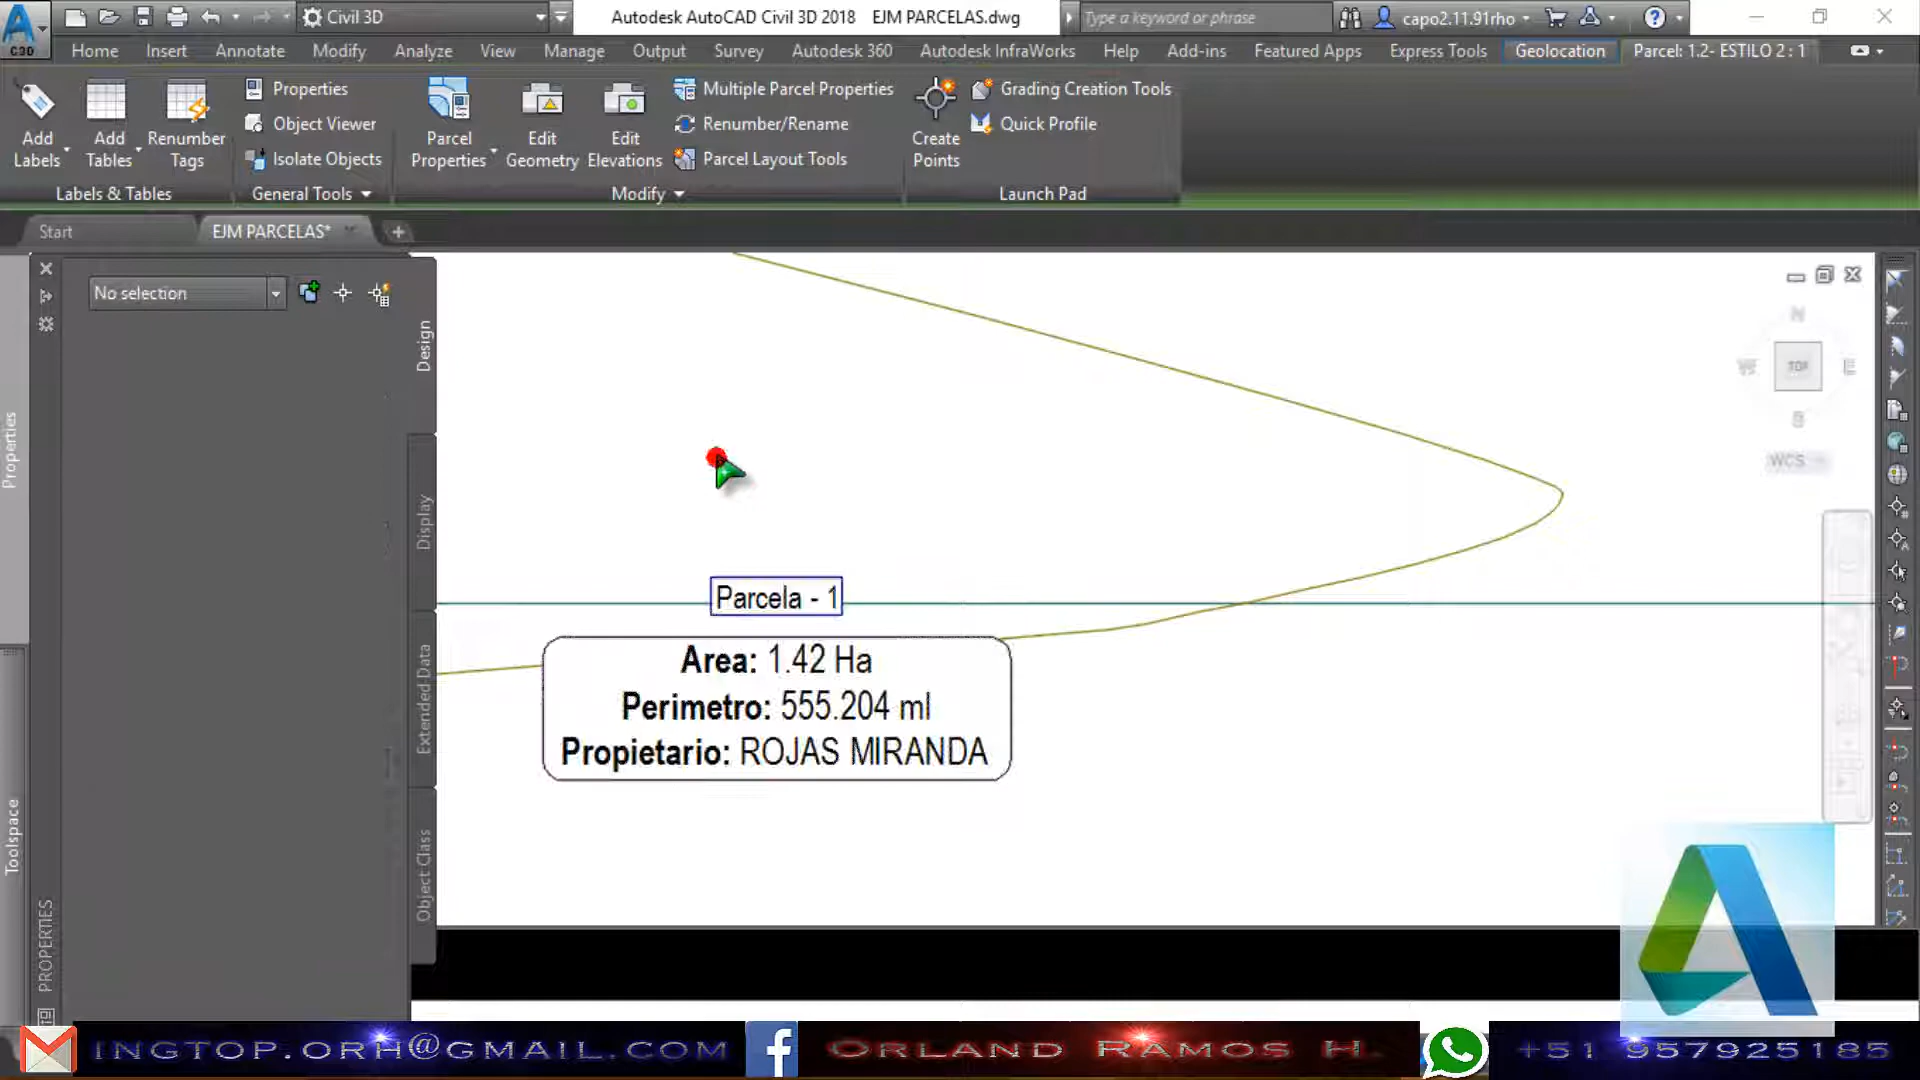 C3D
Civil 3D
Autodesk AutoCAD Civil 3D 2018 EJM PARCELAS.dwg
Type a keyword or phrase
capo2.11.91rho
Home Insert Annotate Modify Analyze View Manage Output Survey Autodesk 360 Autodesk InfraWorks Help Add-ins Featured Apps Express Tools Geolocation Parcel: 1.2- ESTILO 2 : 1
Add Labels
Add Tables
Renumber Tags
Properties
Object Viewer
Isolate Objects
Parcel Properties
Edit Geometry
Edit Elevations
Multiple Parcel Properties
Renumber/Rename
Parcel Layout Tools
Create Points
Grading Creation Tools
Quick Profile
Labels & Tables
General Tools
Modify
Launch Pad
Start
EJM PARCELAS*
No selection
Design
Display
Extended Data
Object Class
Properties
Toolspace
PROPERTIES
N
W
TOP
E
S
WCS
Parcela - 1
Area: 1.42 Ha
Perimetro: 555.204 ml
Propietario: ROJAS MIRANDA
INGTOP.ORH@GMAIL.COM
ORLAND RAMOS H.
+51 957925185